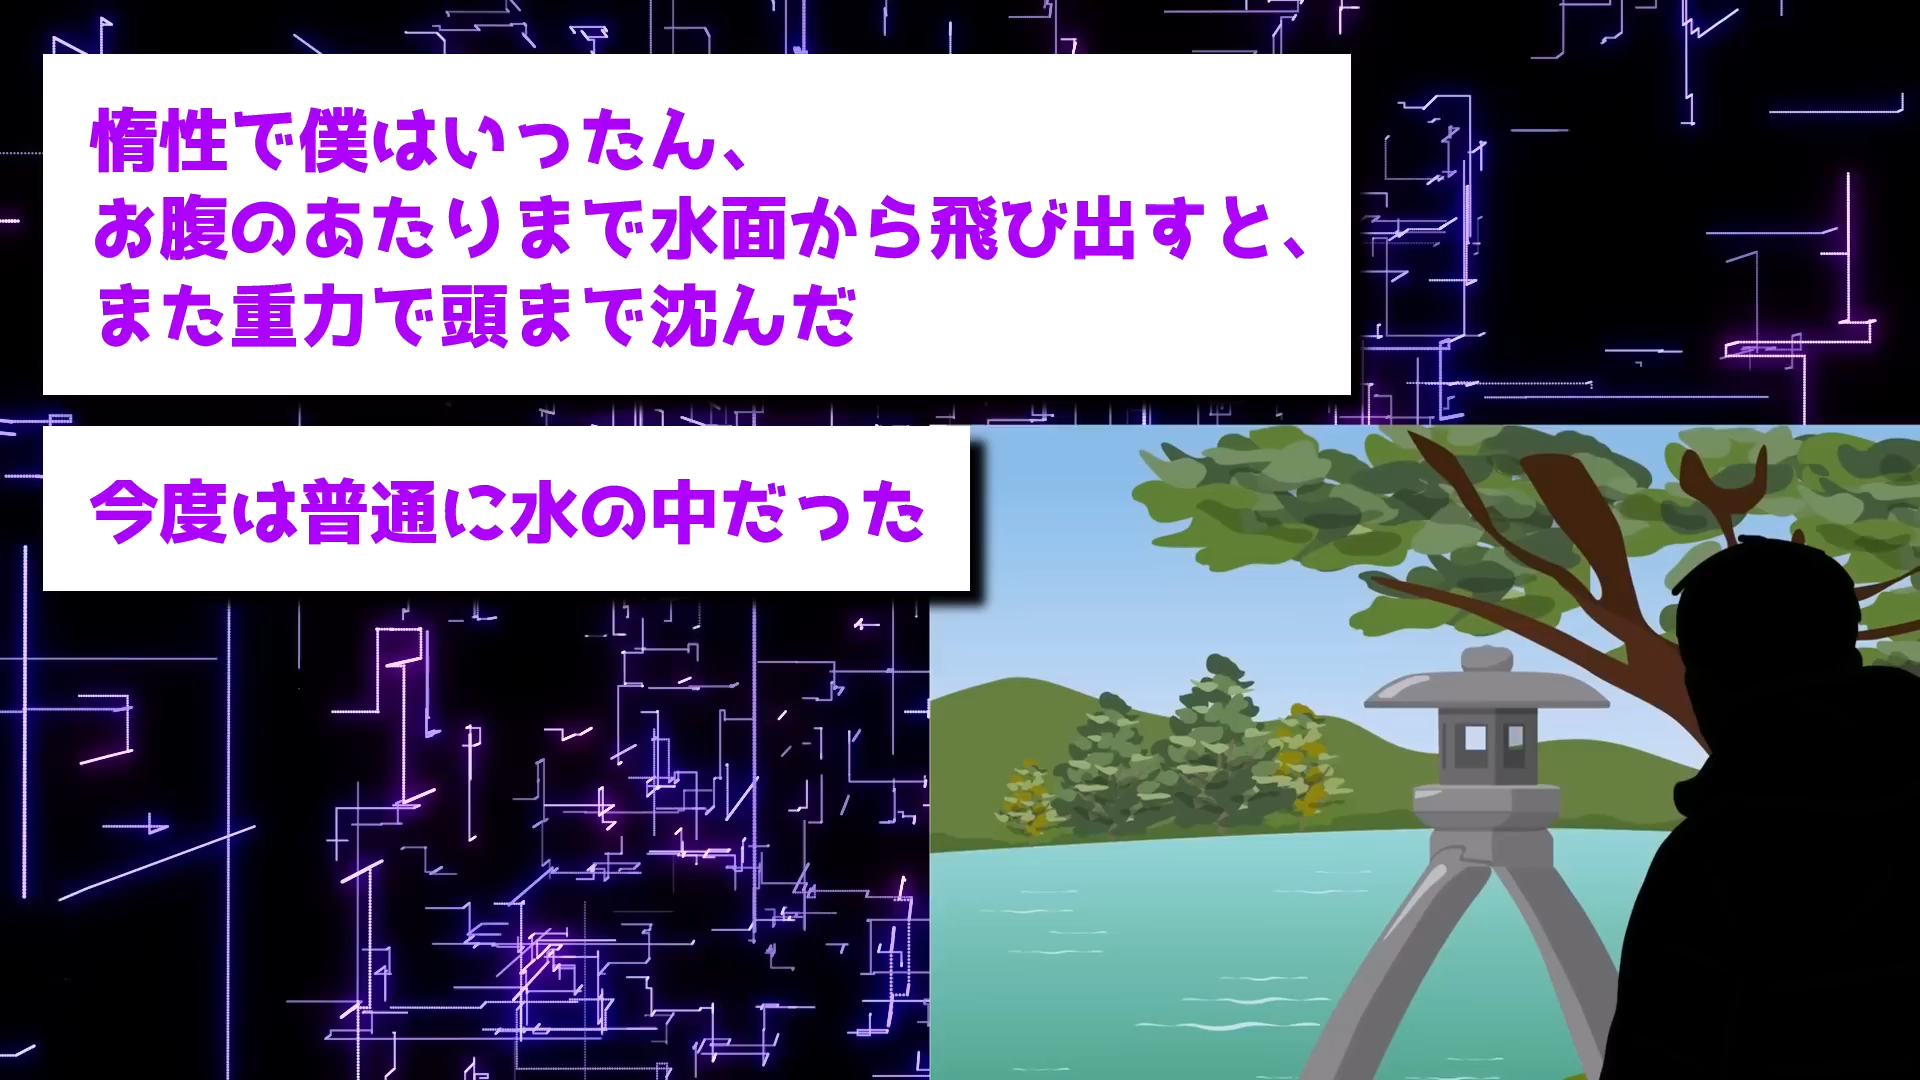 惰性で僕はいったん、
お腹のあたりまで水面から飛び出すと、
また重力で頭まで沈んだ
今度は普通に水の中だった